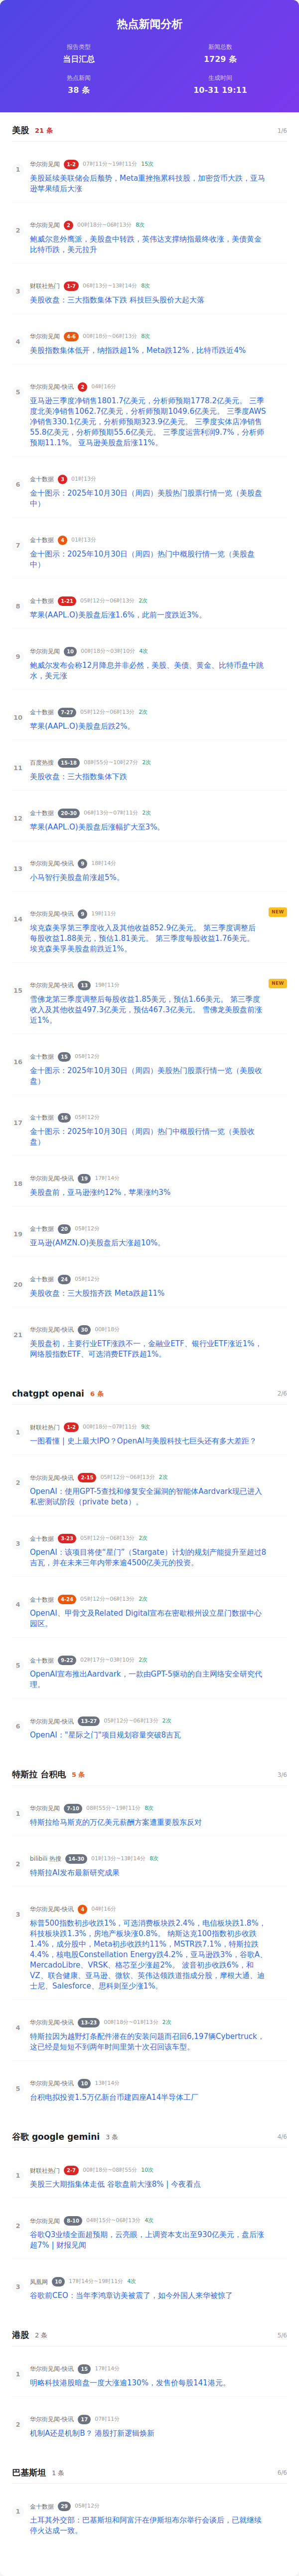 热点新闻分析
报告类型
新闻总数
当日汇总
1729 条
热点新闻
生成时间
38 条
10-31 19:11
美股 21 条 1/6
1 华尔街见闻 1-2 07时11分~19时11分 15次
美股延续美联储会后颓势，Meta重挫拖累科技股，加密货币大跌，亚马
逊苹果绩后大涨
2 华尔街见闻 2 00时18分~06时13分 8次
鲍威尔意外鹰派，美股盘中转跌，英伟达支撑纳指最终收涨，美债黄金
比特币跌，美元拉升
3 财联社热门 1-7 06时13分~13时14分 8次
美股收盘：三大指数集体下跌 科技巨头股价大起大落
4 华尔街见闻 4-6 00时18分~06时13分 8次
美股指数集体低开，纳指跌超1%，Meta跌12%，比特币跌近4%
5 华尔街见闻-快讯 2 04时16分
亚马逊三季度净销售1801.7亿美元，分析师预期1778.2亿美元。 三季
度北美净销售1062.7亿美元，分析师预期1049.6亿美元。 三季度AWS
净销售330.1亿美元，分析师预期323.9亿美元。 三季度实体店净销售
55.8亿美元，分析师预期55.6亿美元。 三季度运营利润9.7%，分析师
预期11.1%。 亚马逊美股盘后涨11%。
6 金十数据 3 01时13分
金十图示：2025年10月30日（周四）美股热门股票行情一览（美股盘
中）
7 金十数据 4 01时13分
金十图示：2025年10月30日（周四）热门中概股行情一览（美股盘
中）
8 金十数据 1-21 05时12分~06时13分 2次
苹果(AAPL.O)美股盘后涨1.6%，此前一度跌近3%。
9 华尔街见闻 10 00时18分~03时10分 4次
鲍威尔发布会称12月降息并非必然，美股、美债、黄金、比特币盘中跳
水，美元涨
10 金十数据 7-27 05时12分~06时13分 2次
苹果(AAPL.O)美股盘后跌2%。
11 百度热搜 15-18 08时55分~10时27分 2次
美股收盘：三大指数集体下跌
12 金十数据 20-30 06时13分~07时11分 2次
苹果(AAPL.O)美股盘后涨幅扩大至3%。
13 华尔街见闻-快讯 9 18时14分
小马智行美股盘前涨超5%。
14 华尔街见闻-快讯 9 19时11分 NEW
埃克森美孚第三季度收入及其他收益852.9亿美元。 第三季度调整后
每股收益1.88美元，预估1.81美元。 第三季度每股收益1.76美元。
埃克森美孚美股盘前跌近1%。
15 华尔街见闻-快讯 13 19时11分 NEW
雪佛龙第三季度调整后每股收益1.85美元，预估1.66美元。 第三季度
收入及其他收益497.3亿美元，预估467.3亿美元。 雪佛龙美股盘前涨
近1%。
16 金十数据 15 05时12分
金十图示：2025年10月30日（周四）美股热门股票行情一览（美股收
盘）
17 金十数据 16 05时12分
金十图示：2025年10月30日（周四）热门中概股行情一览（美股收
盘）
18 华尔街见闻-快讯 19 17时14分
美股盘前，亚马逊涨约12%，苹果涨约3%
19 金十数据 20 05时12分
亚马逊(AMZN.O)美股盘后大涨超10%。
20 金十数据 24 05时12分
美股收盘：三大股指齐跌 Meta跌超11%
21 华尔街见闻-快讯 30 00时18分
美股盘初，主要行业ETF涨跌不一，金融业ETF、银行业ETF涨近1%，
网络股指数ETF、可选消费ETF跌超1%。
chatgpt openai 6 条 2/6
1 财联社热门 1-2 00时18分~07时11分 9次
一图看懂 | 史上最大IPO？OpenAI与美股科技七巨头还有多大差距？
2 华尔街见闻-快讯 2-15 05时12分~06时13分 2次
OpenAI：使用GPT-5查找和修复安全漏洞的智能体Aardvark现已进入
私密测试阶段（private beta）。
3 金十数据 3-23 05时12分~06时13分 2次
OpenAI：该项目将使"星门"（Stargate）计划的规划产能提升至超过8
吉瓦，并在未来三年内带来逾4500亿美元的投资。
4 金十数据 4-24 05时12分~06时13分 2次
OpenAI、甲骨文及Related Digital宣布在密歇根州设立星门数据中心
园区。
5 金十数据 9-22 02时17分~03时10分 2次
OpenAI宣布推出Aardvark，一款由GPT-5驱动的自主网络安全研究代
理。
6 华尔街见闻-快讯 13-27 05时12分~06时13分 2次
OpenAI："星际之门"项目规划容量突破8吉瓦
特斯拉 台积电 5 条 3/6
1 华尔街见闻 7-10 08时55分~19时11分 8次
特斯拉给马斯克的万亿美元薪酬方案遭重要股东反对
2 bilibili 热搜 14-30 01时13分~13时14分 8次
特斯拉AI发布最新研究成果
3 华尔街见闻-快讯 4 04时16分
标普500指数初步收跌1%，可选消费板块跌2.4%，电信板块跌1.8%，
科技板块跌1.3%，房地产板块涨0.8%。 纳斯达克100指数初步收跌
1.4%，成分股中，Meta初步收跌约11%，MSTR跌7.1%，特斯拉跌
4.4%，核电股Constellation Energy跌4.2%，亚马逊跌3%，谷歌A、
MercadoLibre、VRSK、格芯至少涨超2%。 波音初步收跌6%，和
VZ、联合健康、亚马逊、微软、英伟达领跌道指成分股，摩根大通、迪
士尼、Salesforce、思科则至少涨1%。
4 华尔街见闻-快讯 13-23 00时18分~01时13分 2次
特斯拉因为越野灯条配件潜在的安装问题而召回6,197辆Cybertruck，
这已经是短短不到两年时间里第十次召回该车型。
5 华尔街见闻-快讯 10 13时14分
台积电拟投资1.5万亿新台币建四座A14半导体工厂
谷歌 google gemini 3 条 4/6
1 财联社热门 2-7 00时18分~08时55分 10次
美股三大期指集体走低 谷歌盘前大涨8% | 今夜看点
2 华尔街见闻 8-10 04时15分~06时13分 4次
谷歌Q3业绩全面超预期，云亮眼，上调资本支出至930亿美元，盘后涨
超7% | 财报见闻
3 凤凰网 10 17时14分~19时11分 4次
谷歌前CEO：当年李鸿章访美被震了，如今外国人来华被惊了
港股 2 条 5/6
1 华尔街见闻-快讯 15 17时14分
明略科技港股暗盘一度大涨逾130%，发售价每股141港元。
2 华尔街见闻-快讯 17 07时11分
机制A还是机制B？ 港股打新逻辑焕新
巴基斯坦 1 条 6/6
1 金十数据 29 05时12分
土耳其外交部：巴基斯坦和阿富汗在伊斯坦布尔举行会谈后，已就继续
停火达成一致。